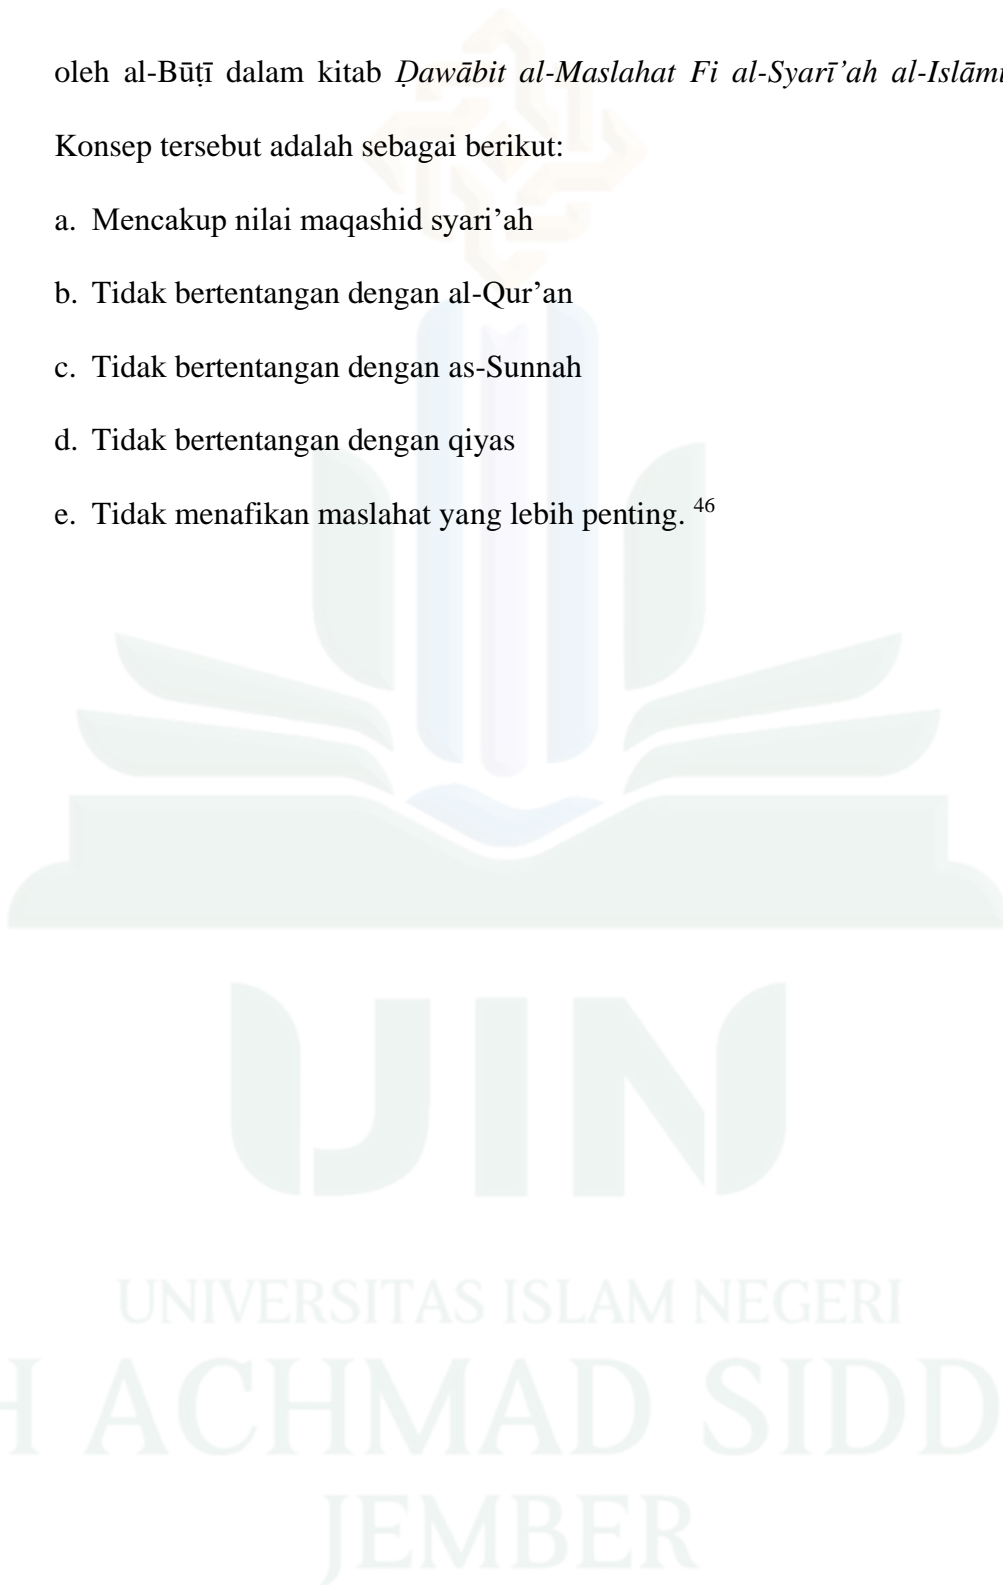 oleh al-Būṭī dalam kitab Ḍawābit al-Maslahat Fi al-Syarī’ah al-Islāmi
Konsep tersebut adalah sebagai berikut:
a. Mencakup nilai maqashid syari’ah
b. Tidak bertentangan dengan al-Qur’an
c. Tidak bertentangan dengan as-Sunnah
d. Tidak bertentangan dengan qiyas
e. Tidak menafikan maslahat yang lebih penting. 46
UIN
UNIVERSITAS ISLAM NEGERI
H ACHMAD SIDD
JEMBER